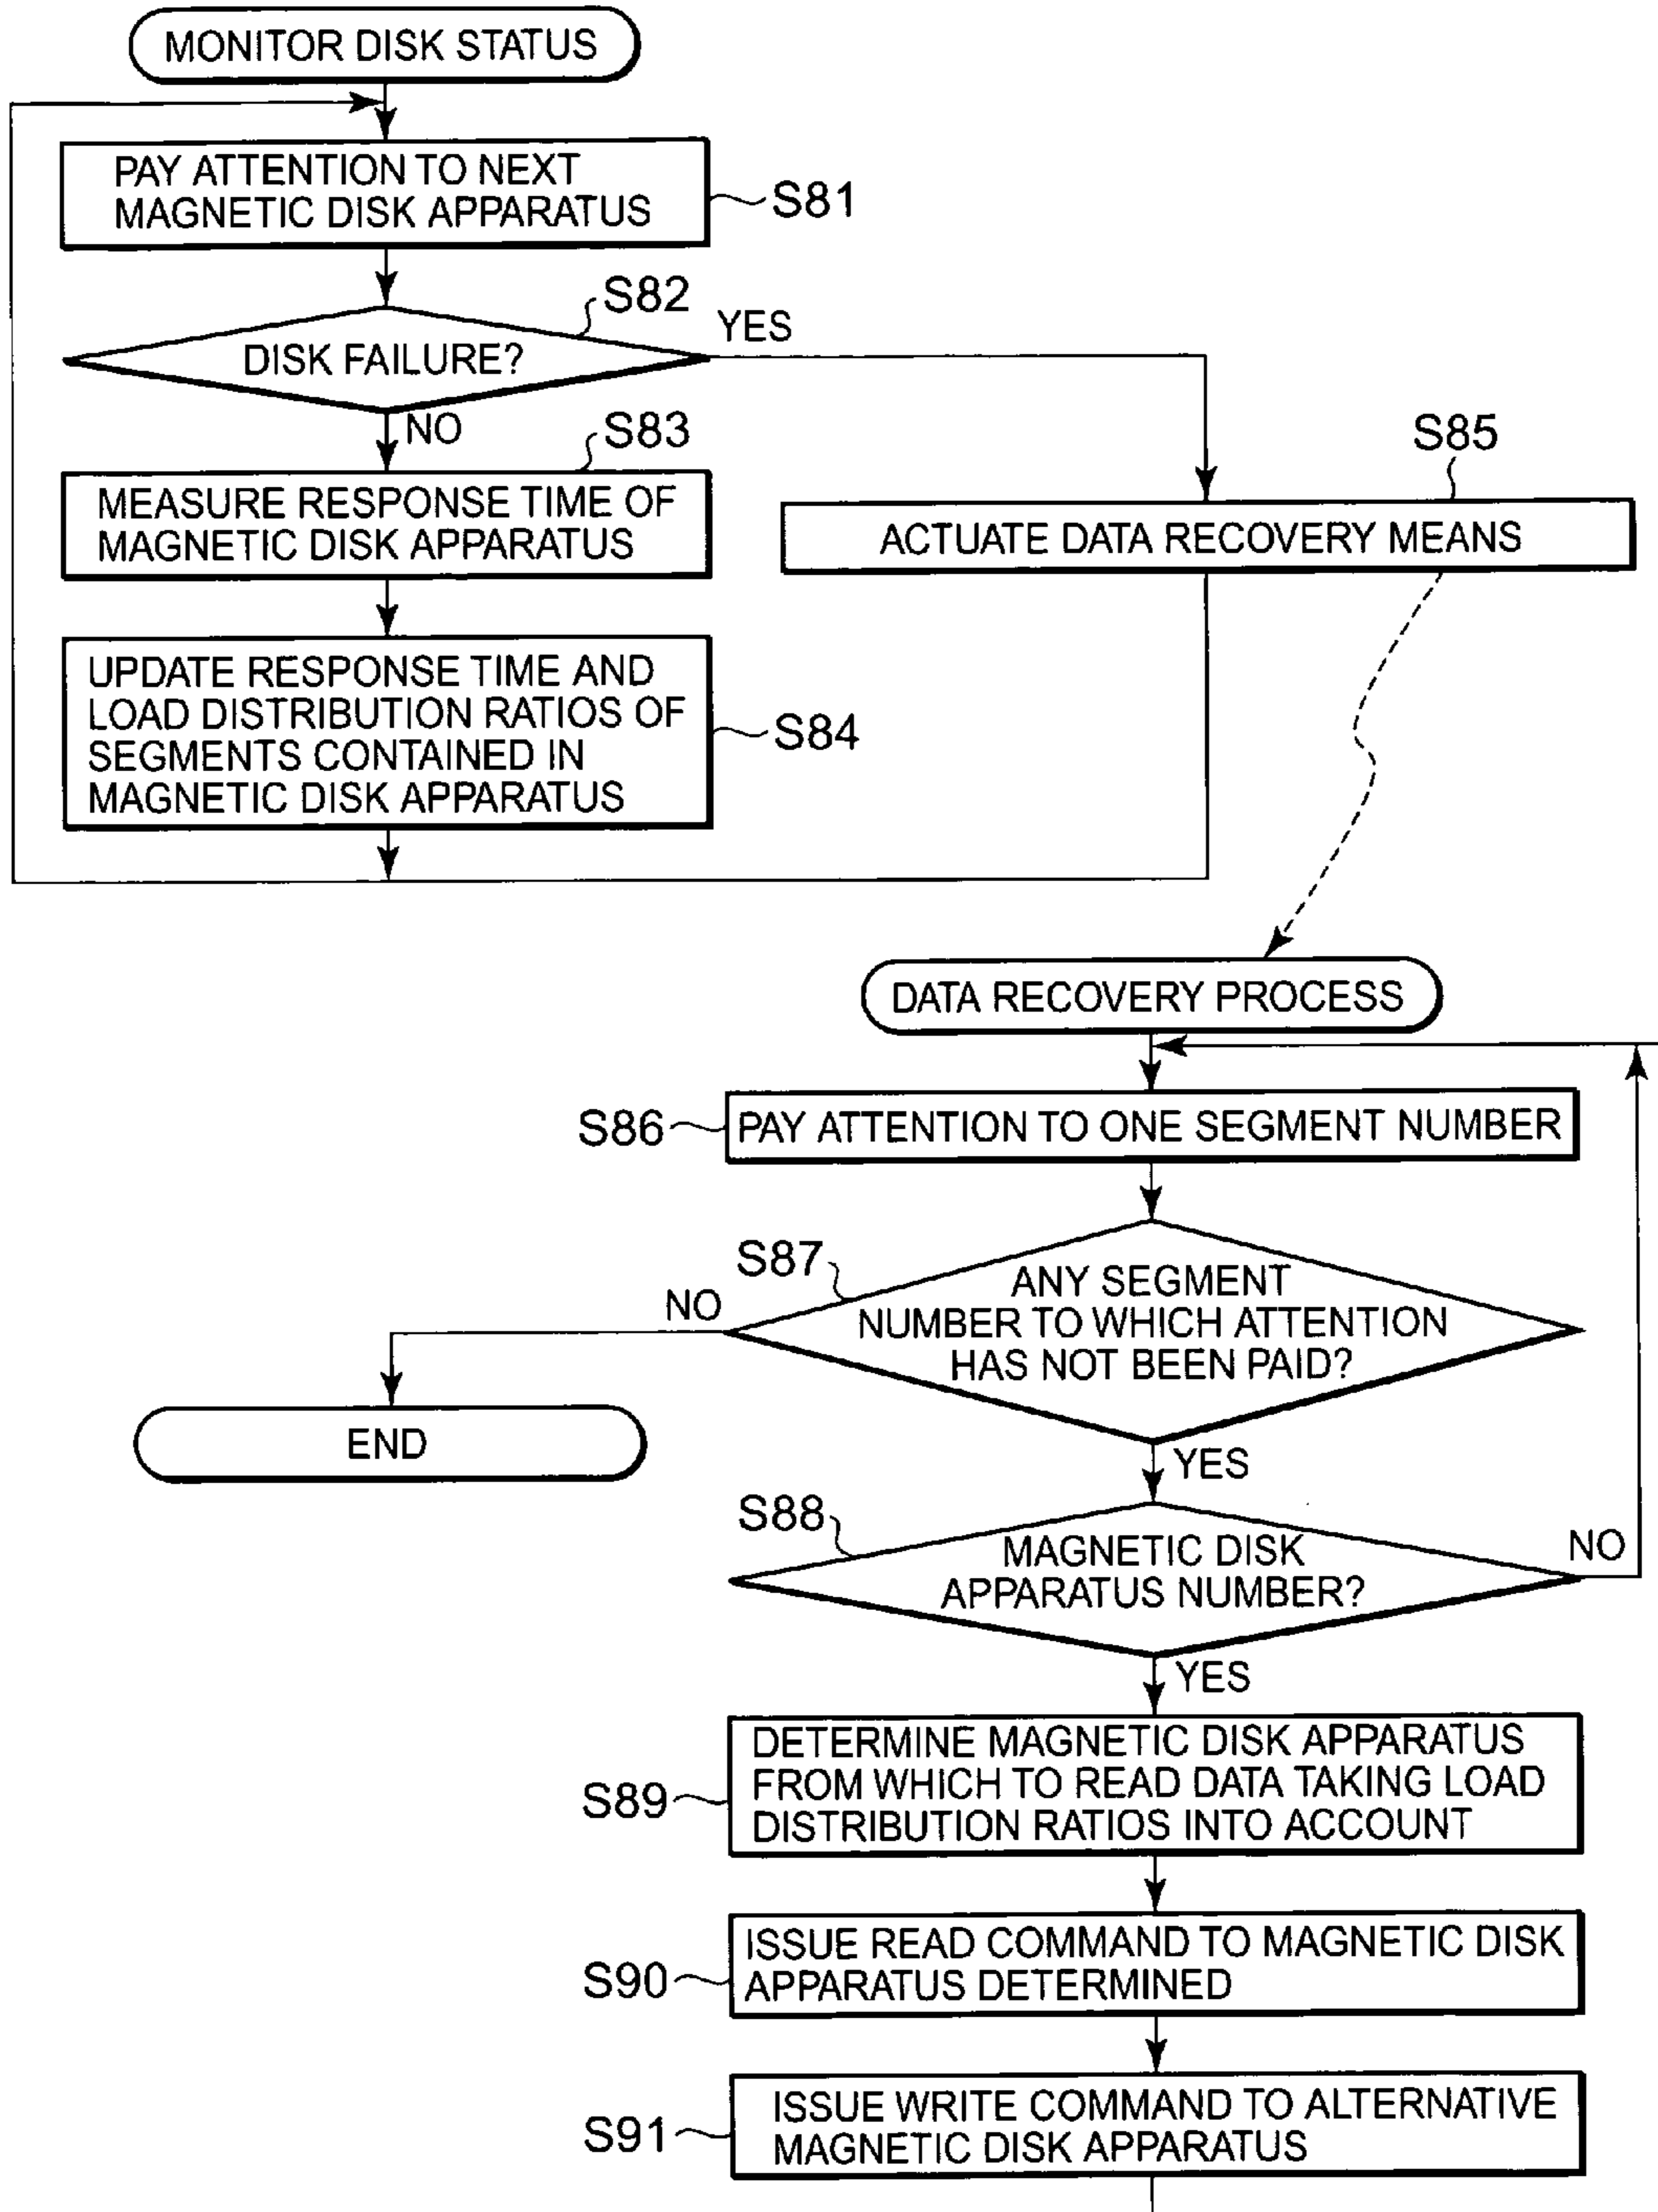 MONITOR DISK STATUS
PAY ATTENTION TO NEXT
MAGNETIC DISK APPARATUS
S81
S82
DISK FAILURE?
YES
NO
S83
MEASURE RESPONSE TIME OF
MAGNETIC DISK APPARATUS
S85
ACTUATE DATA RECOVERY MEANS
UPDATE RESPONSE TIME AND
LOAD DISTRIBUTION RATIOS OF
SEGMENTS CONTAINED IN
MAGNETIC DISK APPARATUS
S84
DATA RECOVERY PROCESS
S86
PAY ATTENTION TO ONE SEGMENT NUMBER
S87
ANY SEGMENT
NUMBER TO WHICH ATTENTION
HAS NOT BEEN PAID?
NO
END
YES
S88
MAGNETIC DISK
APPARATUS NUMBER?
NO
YES
S89
DETERMINE MAGNETIC DISK APPARATUS
FROM WHICH TO READ DATA TAKING LOAD
DISTRIBUTION RATIOS INTO ACCOUNT
S90
ISSUE READ COMMAND TO MAGNETIC DISK
APPARATUS DETERMINED
S91
ISSUE WRITE COMMAND TO ALTERNATIVE
MAGNETIC DISK APPARATUS